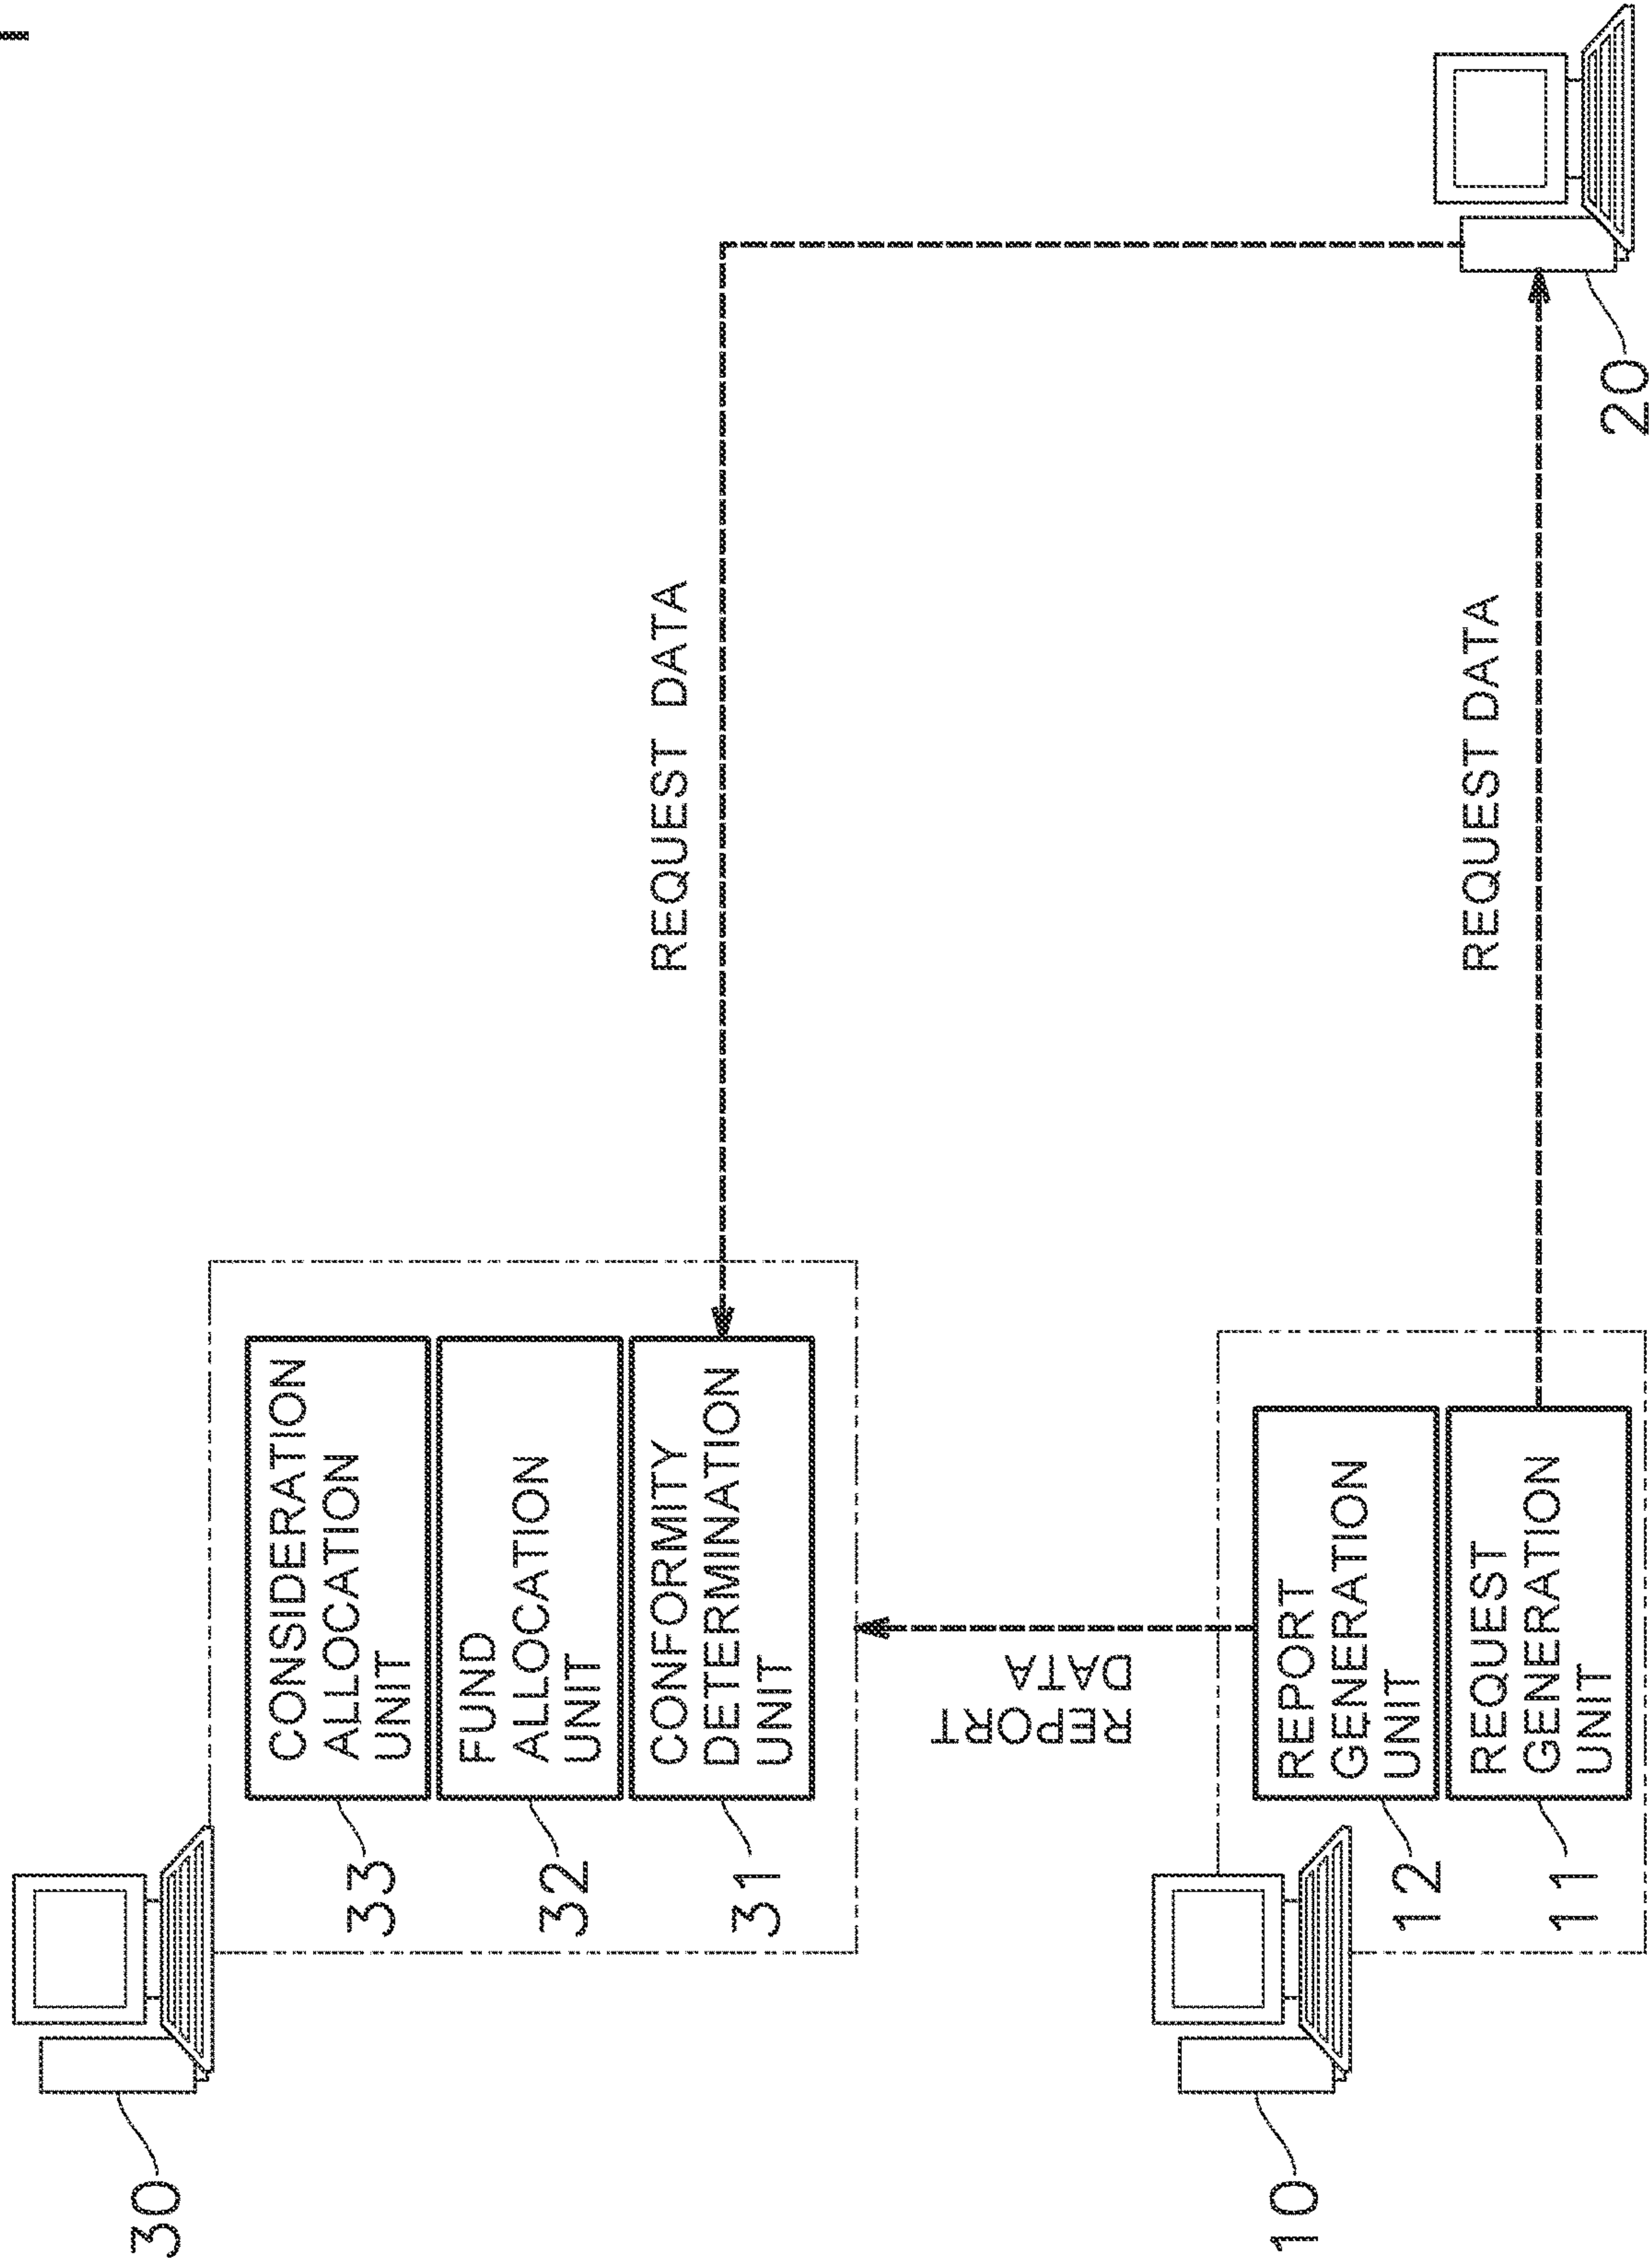 30
33
CONSIDERATION
ALLOCATION
UNIT
32
FUND
ALLOCATION
UNIT
31
CONFORMITY
DETERMINATION
UNIT
REQUEST DATA
REPORT
DATA
10
12
REPORT
GENERATION
UNIT
11
REQUEST
GENERATION
UNIT
REQUEST DATA
20